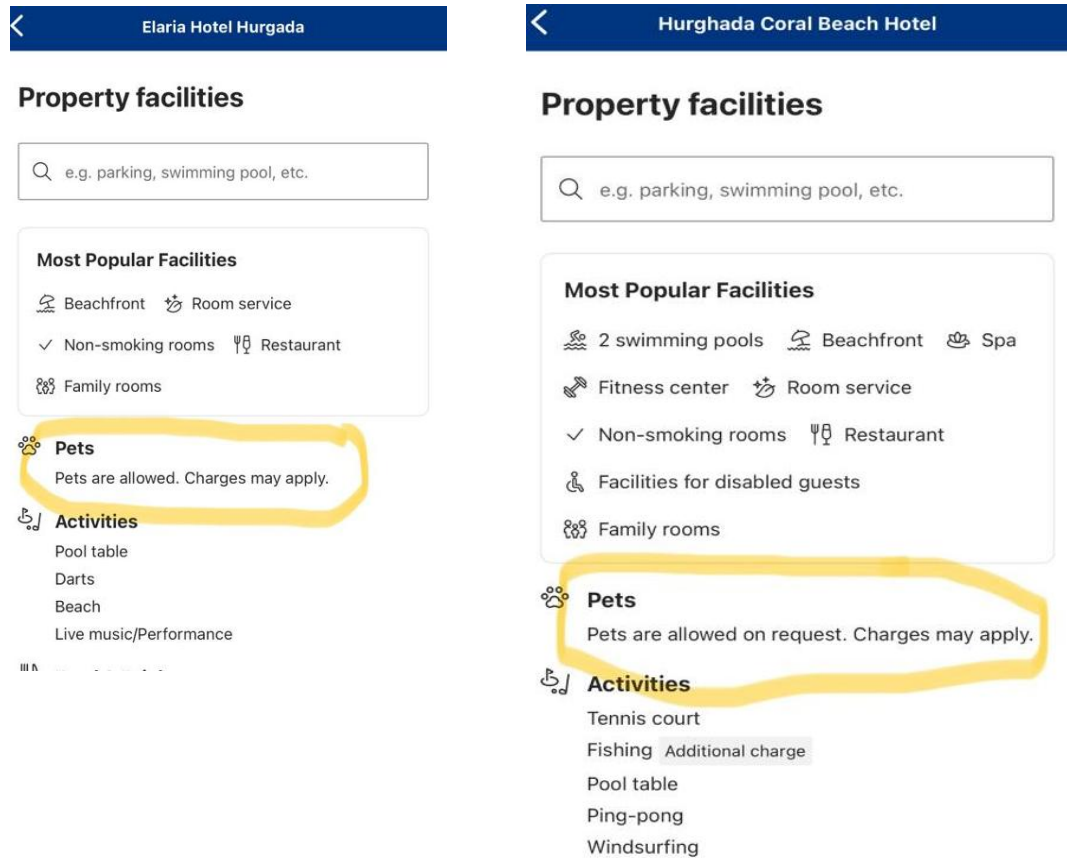 Elaria Hotel Hurgada
Property facilities
e.g. parking, swimming pool, etc.
Most Popular Facilities
Beachfront Room service
Non-smoking rooms Restaurant
Family rooms
Pets
Pets are allowed. Charges may apply.
Activities
Pool table
Darts
Beach
Live music/Performance
Hurghada Coral Beach Hotel
Property facilities
e.g. parking, swimming pool, etc.
Most Popular Facilities
2 swimming pools Beachfront Spa
Fitness center Room service
Non-smoking rooms Restaurant
Facilities for disabled guests
Family rooms
Pets
Pets are allowed on request. Charges may apply.
Activities
Tennis court
Fishing Additional charge
Pool table
Ping-pong
Windsurfing